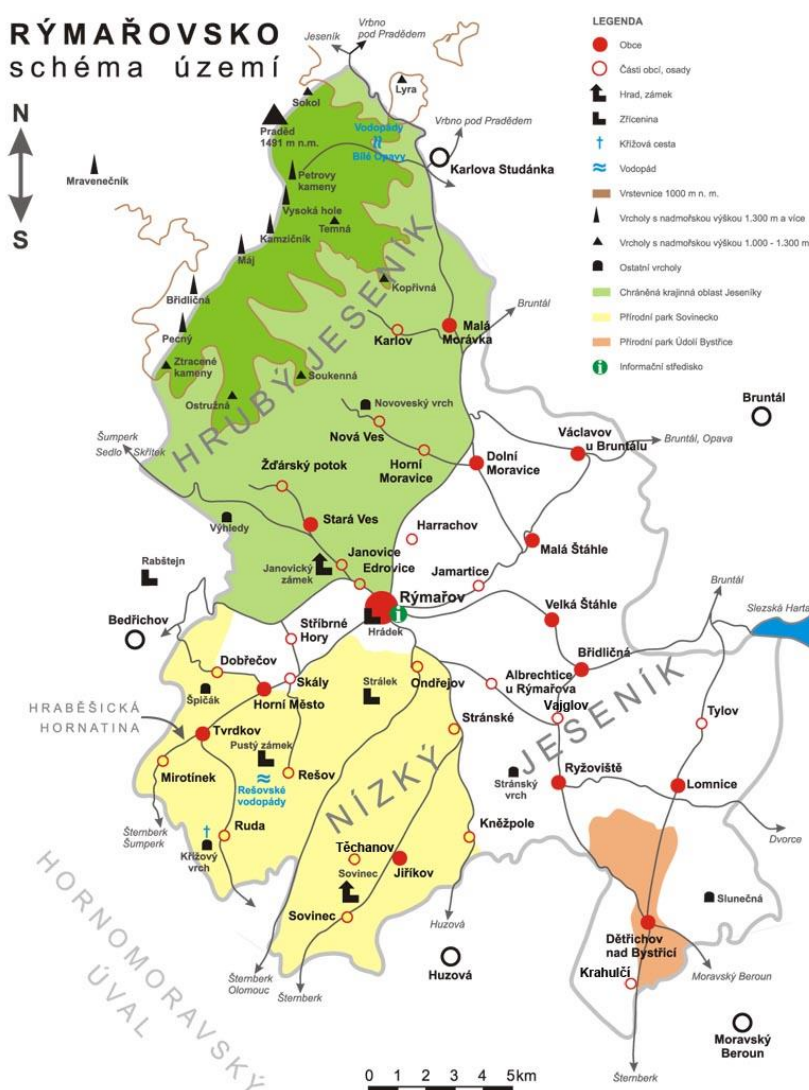 RÝMAŘOVSKO
schéma území
N
S
Jeseník
Vrbno
pod Pradědem
Sokol
Lyra
Praděd
1491 m n.m.
Vodopády
Bílé Opavy
Vrbno pod Pradědem
Karlova Studánka
Mravenečník
Petrovy
kameny
Vysoká hole
Temná
Kamzičník
Máj
Kopřivná
Břidličná
Bruntál
Malá
Morávka
Karlov
Pecný
Ztracené
kameny
Soukenná
Ostružná
HRUBÝ JESENÍK
LEGENDA
Obce
Části obcí, osady
Hrad, zámek
Zřícenina
Křížová cesta
Vodopád
Vrstevnice 1000 m n. m.
Vrcholy s nadmořskou výškou 1.300 m a více
Vrcholy s nadmořskou výškou 1.000 - 1.300 m
Ostatní vrcholy
Chráněná krajinná oblast Jeseníky
Přírodní park Sovinecko
Přírodní park Údolí Bystřice
Informační středisko
Bruntál
Novoveský vrch
Nová Ves
Václavov
u Bruntálu
Bruntál, Opava
Šumperk
Sedlo Skřítek
Horní
Moravice
Dolní
Moravice
Žďárský potok
Stará Ves
Výhledy
Harrachov
Malá Štáhle
Janovice
Edrovice
Janovický
zámek
Jamartice
Rabštejn
Rýmařov
Hrádek
Velká Štáhle
Bruntál
Slezská Harta
Bedřichov
Stříbrné
Hory
Dobřečov
Skály
Břidličná
Albrechtice
u Rýmařova
Ondřejov
Strálek
Špičák
Horní Město
HRABĚŠICKÁ
HORNATINA
Tvrdkov
Stránské
Vajglov
Tylov
JESENÍK
NÍZKÝ
Pustý zámek
Mirotínek
Rešov
Rešovské
vodopády
Stránský
vrch
Ryžoviště
Lomnice
Šternberk
Šumperk
Ruda
Křížový
vrch
Kněžpole
Dvorce
Těchanov
Jiříkov
Sovinec
Sovinec
Slunečná
HORNOMORAVSKÝ
ÚVAL
Huzová
Huzová
Dětřichov
nad Bystřicí
Krahulčí
Moravský Beroun
Šternberk
Olomouc
Šternberk
Moravský
Beroun
Šternberk
0 1 2 3 4 5km